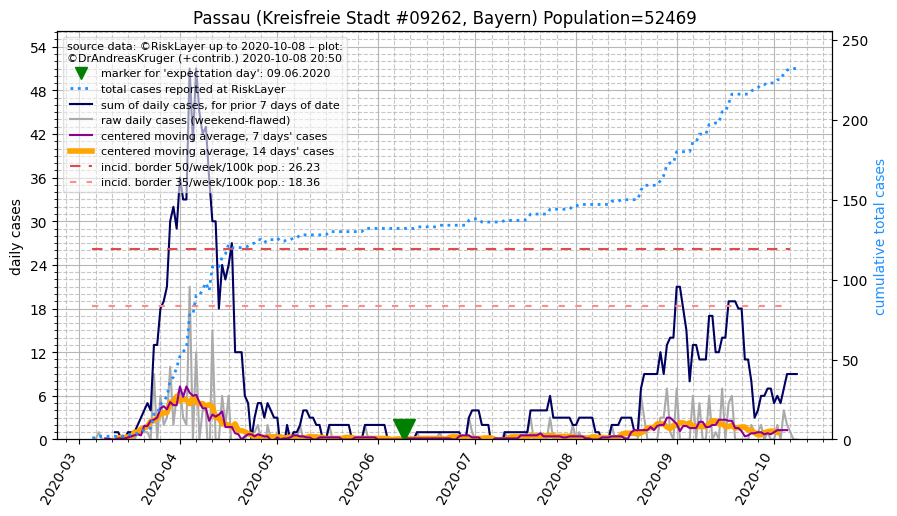 Passau (Kreisfreie Stadt #09262, Bayern) Population=52469
source data: ©RiskLayer up to 2020-10-08 – plot:
©DrAndreasKruger (+contrib.) 2020-10-08 20:50
marker for 'expectation day': 09.06.2020
total cases reported at RiskLayer
sum of daily cases, for prior 7 days of date
raw daily cases (weekend-flawed)
centered moving average, 7 days' cases
centered moving average, 14 days' cases
incid. border 50/week/100k pop.: 26.23
incid. border 35/week/100k pop.: 18.36
daily cases
54
48
42
36
30
24
18
12
6
0
cumulative total cases
250
200
150
100
50
0
2020-03
2020-04
2020-05
2020-06
2020-07
2020-08
2020-09
2020-10